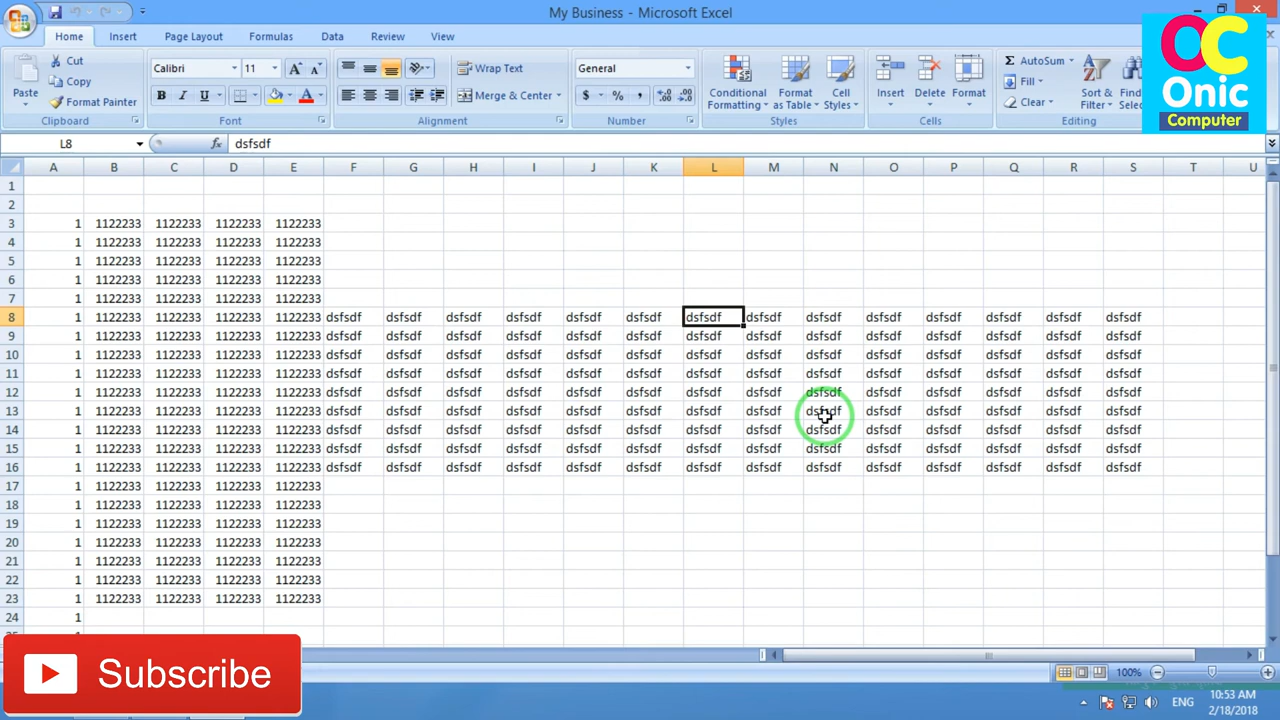 My Business - Microsoft Excel
Home Insert Page Layout Formulas Data Review View
OC
Onic
Computer
Paste
Cut
Copy
Format Painter
Clipboard
Calibri 11
B I U A
Font
Wrap Text
Merge & Center
Alignment
General
$ % ,
Number
Conditional Formatting
Format as Table
Cell Styles
Styles
Insert Delete Format
Cells
Σ AutoSum
Fill
Clear
Sort & Filter
Editing
L8 fx dsfsdf
A B C D E F G H I J K L M N O P Q R S T U
1
2
3 1 1122233 1122233 1122233 1122233
4 1 1122233 1122233 1122233 1122233
5 1 1122233 1122233 1122233 1122233
6 1 1122233 1122233 1122233 1122233
7 1 1122233 1122233 1122233 1122233
8 1 1122233 1122233 1122233 1122233 dsfsdf dsfsdf dsfsdf dsfsdf dsfsdf dsfsdf dsfsdf dsfsdf dsfsdf dsfsdf dsfsdf dsfsdf dsfsdf dsfsdf
9 1 1122233 1122233 1122233 1122233 dsfsdf dsfsdf dsfsdf dsfsdf dsfsdf dsfsdf dsfsdf dsfsdf dsfsdf dsfsdf dsfsdf dsfsdf dsfsdf dsfsdf
10 1 1122233 1122233 1122233 1122233 dsfsdf dsfsdf dsfsdf dsfsdf dsfsdf dsfsdf dsfsdf dsfsdf dsfsdf dsfsdf dsfsdf dsfsdf dsfsdf dsfsdf
11 1 1122233 1122233 1122233 1122233 dsfsdf dsfsdf dsfsdf dsfsdf dsfsdf dsfsdf dsfsdf dsfsdf dsfsdf dsfsdf dsfsdf dsfsdf dsfsdf dsfsdf
12 1 1122233 1122233 1122233 1122233 dsfsdf dsfsdf dsfsdf dsfsdf dsfsdf dsfsdf dsfsdf dsfsdf dsfsdf dsfsdf dsfsdf dsfsdf dsfsdf dsfsdf
13 1 1122233 1122233 1122233 1122233 dsfsdf dsfsdf dsfsdf dsfsdf dsfsdf dsfsdf dsfsdf dsfsdf dsfsdf dsfsdf dsfsdf dsfsdf dsfsdf dsfsdf
14 1 1122233 1122233 1122233 1122233 dsfsdf dsfsdf dsfsdf dsfsdf dsfsdf dsfsdf dsfsdf dsfsdf dsfsdf dsfsdf dsfsdf dsfsdf dsfsdf dsfsdf
15 1 1122233 1122233 1122233 1122233 dsfsdf dsfsdf dsfsdf dsfsdf dsfsdf dsfsdf dsfsdf dsfsdf dsfsdf dsfsdf dsfsdf dsfsdf dsfsdf dsfsdf
16 1 1122233 1122233 1122233 1122233 dsfsdf dsfsdf dsfsdf dsfsdf dsfsdf dsfsdf dsfsdf dsfsdf dsfsdf dsfsdf dsfsdf dsfsdf dsfsdf dsfsdf
17 1 1122233 1122233 1122233 1122233
18 1 1122233 1122233 1122233 1122233
19 1 1122233 1122233 1122233 1122233
20 1 1122233 1122233 1122233 1122233
21 1 1122233 1122233 1122233 1122233
22 1 1122233 1122233 1122233 1122233
23 1 1122233 1122233 1122233 1122233
24 1
Subscribe
100%
ENG
10:53 AM
2/18/2018